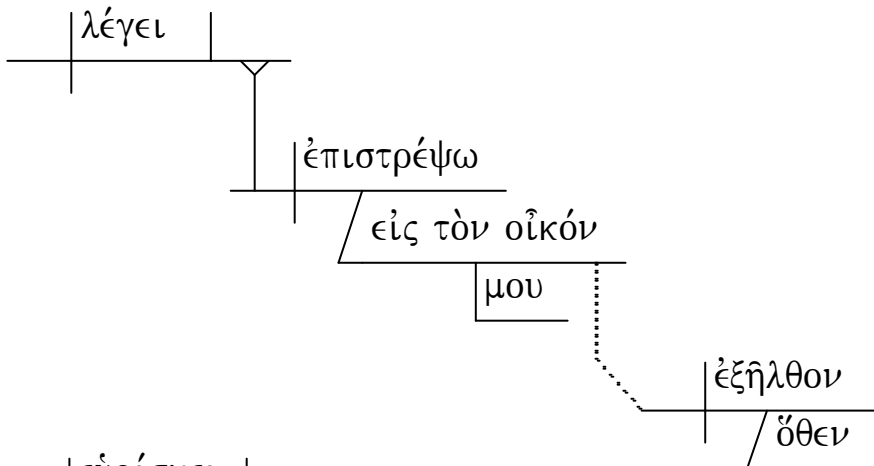 λέγει
ἐπιστρέψω
εἰς τὸν οἶκόν
μου
ἐξῆλθον
ὅθεν